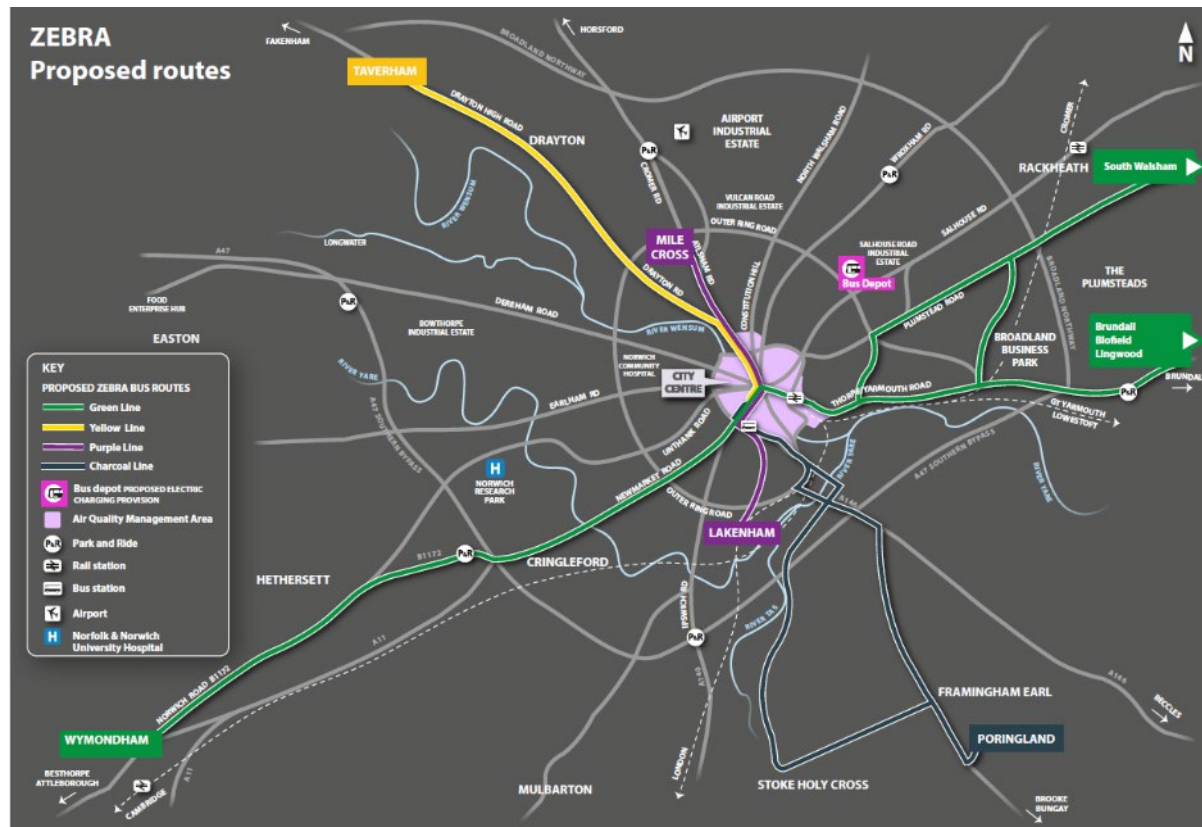 ZEBRA
Proposed routes
FAKENHAM
HORSFORD
BROADLAND NORTHWAY
N
TAVERHAM
DRAYTON HIGH ROAD
DRAYTON
AIRPORT
INDUSTRIAL
ESTATE
NORTH WALSHAM ROAD
WROXHAM RD
CROMER
P&R
P&R
CROMER RD
RACKHEATH
South Walsham
RIVER WENSUM
VULCAN ROAD
INDUSTRIAL ESTATE
OUTER RING ROAD
SALHOUSE RD
LONGWATER
MILE
CROSS
AYLSHAM RD
SALHOUSE ROAD
INDUSTRIAL
ESTATE
Bus Depot
A47
DRAYTON RD
CONSTITUTION HILL
BROADLAND NORTHWAY
THE
PLUMSTEADS
FOOD
ENTERPRISE HUB
P&R
DEREHAM ROAD
PLUMSTEAD ROAD
EASTON
BOWTHORPE
INDUSTRIAL ESTATE
RIVER WENSUM
BROADLAND
BUSINESS
PARK
Brundall
Blofield
Lingwood
NORWICH
COMMUNITY
HOSPITAL
CITY
CENTRE
RIVER YARE
THORPE/YARMOUTH ROAD
P&R
BRUNDALL
A47 SOUTHERN BYPASS
EARLHAM RD
GT YARMOUTH
LOWESTOFT
UNTHANK ROAD
H
NORWICH
RESEARCH
PARK
NEWMARKET ROAD
RIVER YARE
A47 SOUTHERN BYPASS
RIVER YARE
OUTER RING ROAD
A146
LAKENHAM
KEY
PROPOSED ZEBRA BUS ROUTES
Green Line
Yellow Line
Purple Line
Charcoal Line
Bus depot PROPOSED ELECTRIC
CHARGING PROVISION
Air Quality Management Area
P&R Park and Ride
Rail station
Bus station
Airport
H Norfolk & Norwich
University Hospital
B1172
P&R
CRINGLEFORD
HETHERSETT
IPSWICH RD
RIVER TAS
P&R
A11
A140
NORWICH ROAD B1172
A146
BECCLES
FRAMINGHAM EARL
WYMONDHAM
PORINGLAND
BESTHORPE
ATTLEBOROUGH
CAMBRIDGE
A11
LONDON
MULBARTON
STOKE HOLY CROSS
BROOKE
BUNGAY